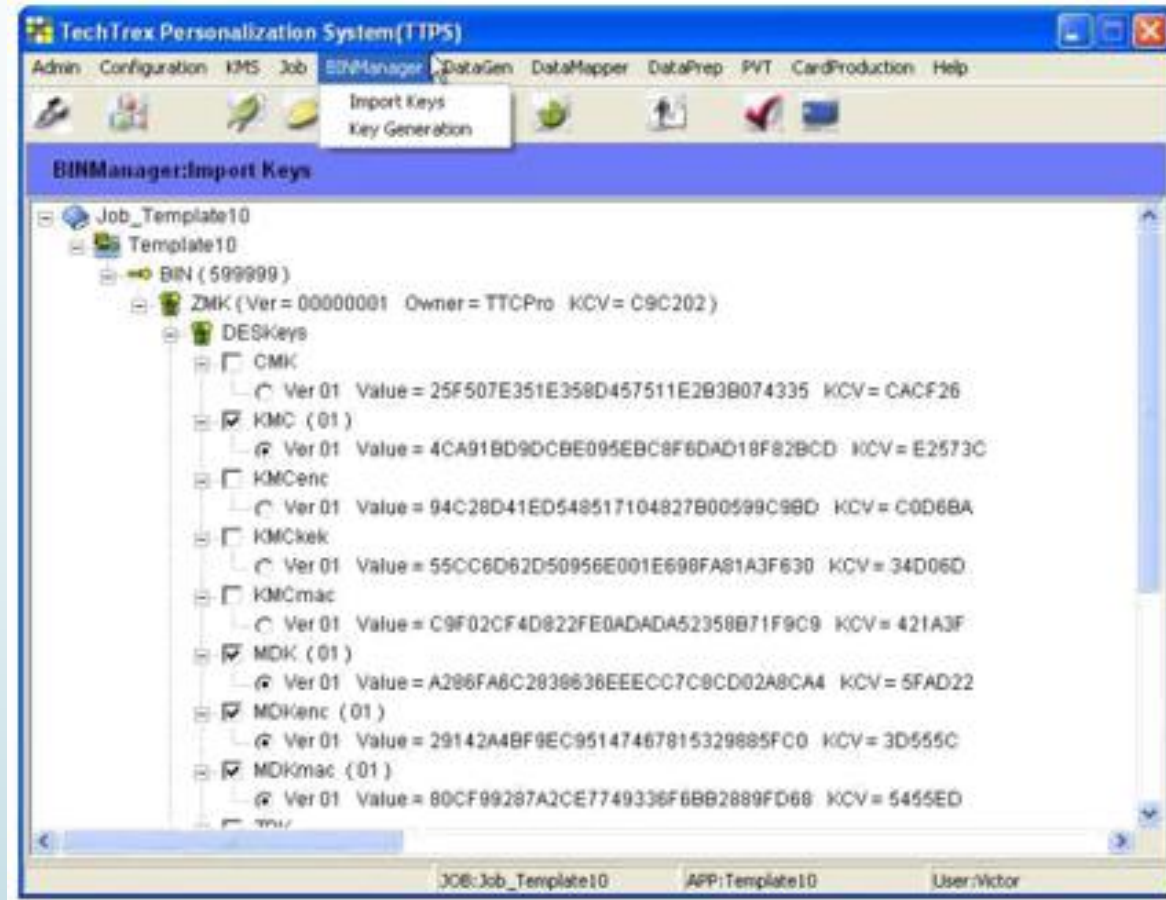 TechTrex Personalization System(TTPS)
Admin Configuration KMS Job BINManager DataGen DataMapper DataPrep PVT CardProduction Help
Import Keys
Key Generation
BINManager:Import Keys
Job_Template10
Template10
BIN ( 599999 )
ZMK ( Ver = 00000001 Owner = TTCPro KCV = C9C202 )
DESKeys
CMK
Ver 01 Value = 25F507E351E358D457511E2B3B074335 KCV = CACF26
KMC ( 01 )
Ver 01 Value = 4CA91BD9DCBE095EBC8F6DAD18F82BCD KCV = E2573C
KMCenc
Ver 01 Value = 94C28D41ED548517104827B00599C9BD KCV = C0D6BA
KMCkek
Ver 01 Value = 55CC6D62D50956E001E698FA81A3F630 KCV = 34D06D
KMCmac
Ver 01 Value = C9F02CF4D822FE0ADADA52358B71F9C9 KCV = 421A3F
MDK ( 01 )
Ver 01 Value = A286FA6C2838636EEECC7C8CD02A8CA4 KCV = 5FAD22
MDKenc ( 01 )
Ver 01 Value = 29142A4BF9EC95147467815329885FC0 KCV = 3D555C
MDKmac ( 01 )
Ver 01 Value = 80CF99287A2CE7749336F6BB2889FD68 KCV = 5455ED
JOB:Job_Template10 APP:Template10 User:Victor